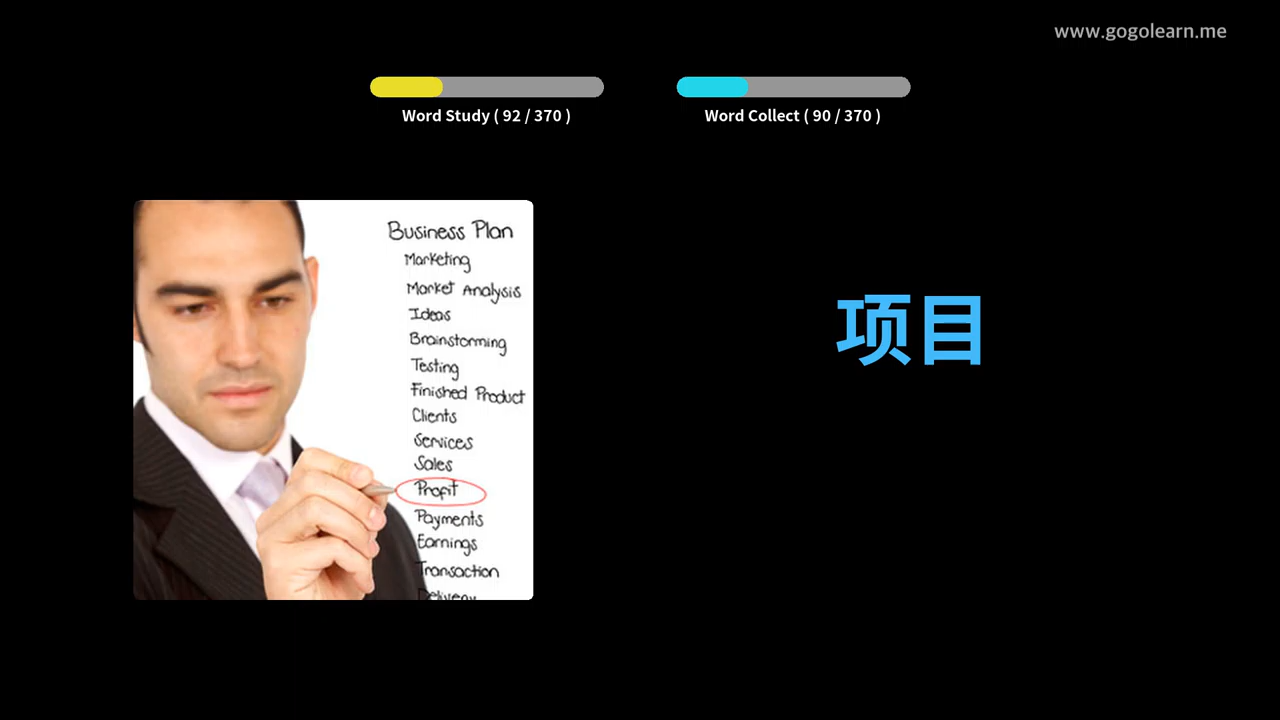 www.gogolearn.me
Word Study ( 92 / 370 )
Word Collect ( 90 / 370 )
Business Plan
Marketing
Market Analysis
Ideas
Brainstorming
Testing
Finished Product
Clients
Services
Sales
Profit
Payments
Earnings
Transaction
Delivery
项目